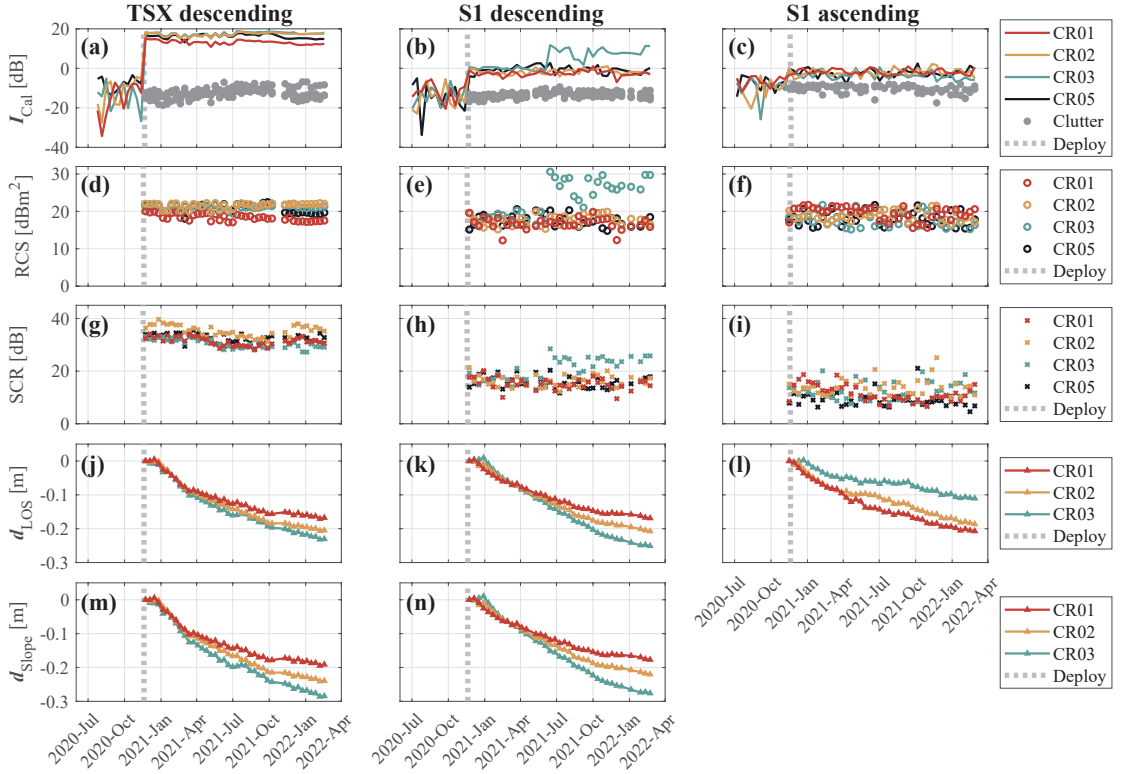 TSX descending
S1 descending
S1 ascending
I_Cal [dB]
20
0
-20
-40
(a)
(b)
(c)
CR01
CR02
CR03
CR05
Clutter
Deploy
RCS [dBm²]
30
20
10
0
(d)
(e)
(f)
CR01
CR02
CR03
CR05
Deploy
SCR [dB]
40
20
0
(g)
(h)
(i)
CR01
CR02
CR03
CR05
Deploy
d_LOS [m]
0
-0.1
-0.2
-0.3
(j)
(k)
(l)
CR01
CR02
CR03
Deploy
2020-Jul
2020-Oct
2021-Jan
2021-Apr
2021-Jul
2021-Oct
2022-Jan
2022-Apr
d_Slope [m]
0
-0.1
-0.2
-0.3
(m)
(n)
CR01
CR02
CR03
Deploy
2020-Jul
2020-Oct
2021-Jan
2021-Apr
2021-Jul
2021-Oct
2022-Jan
2022-Apr
2020-Jul
2020-Oct
2021-Jan
2021-Apr
2021-Jul
2021-Oct
2022-Jan
2022-Apr